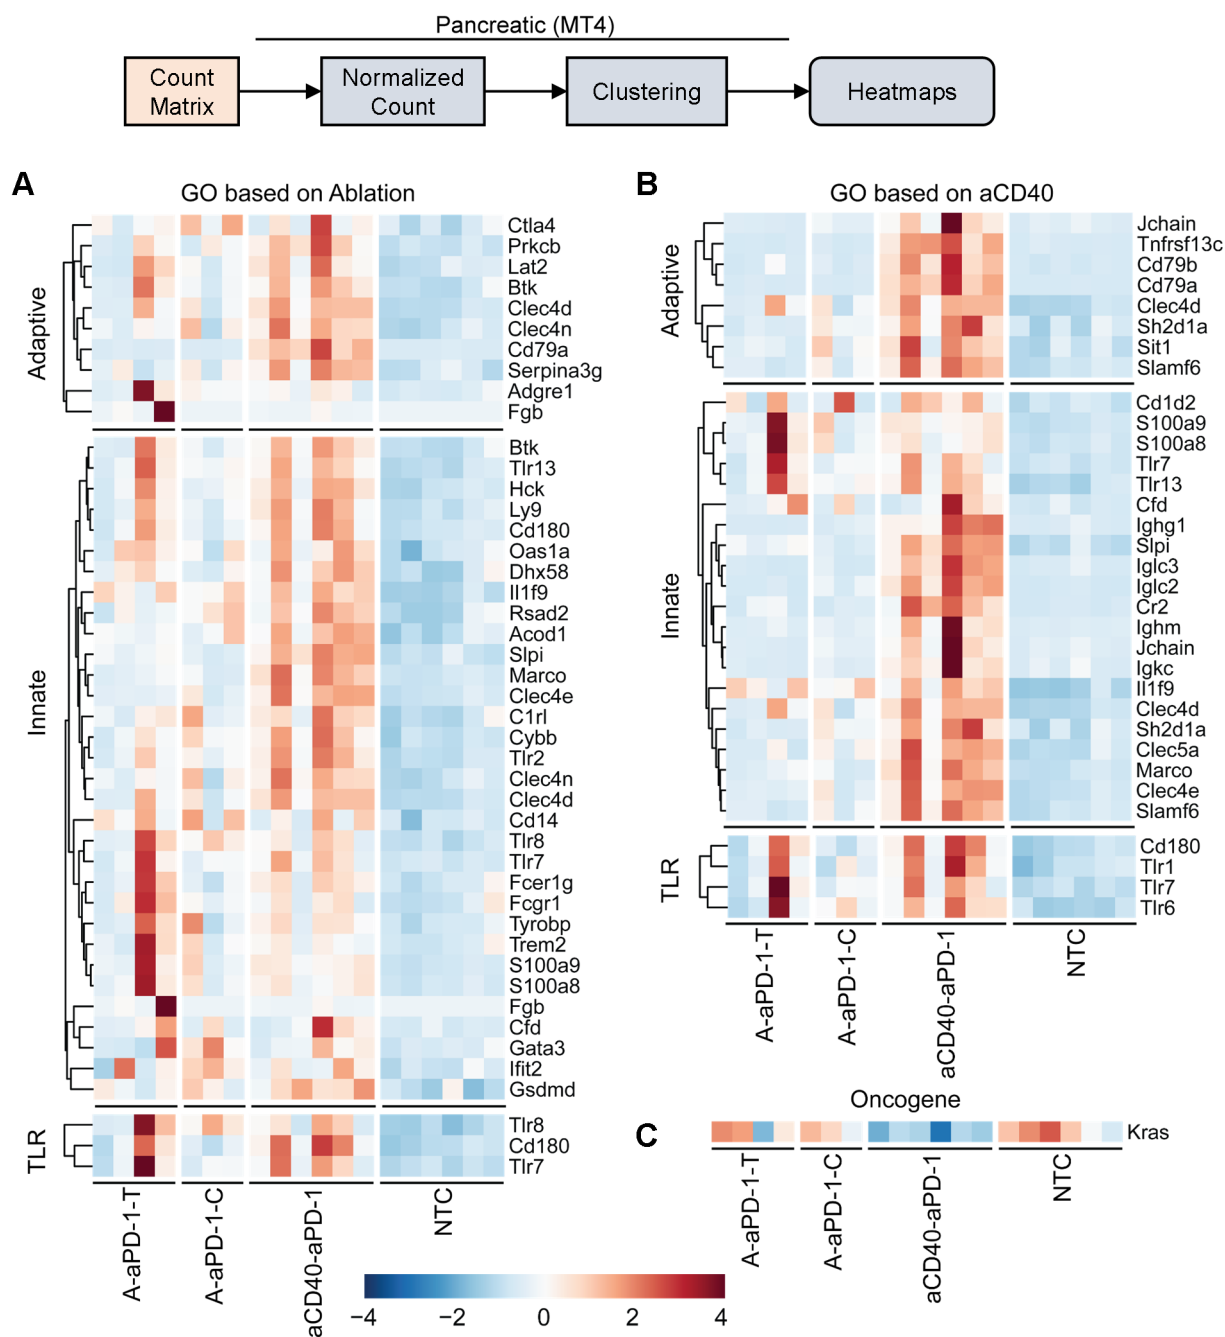 Pancreatic (MT4)
Count
Matrix
Normalized
Count
Clustering
Heatmaps
A
GO based on Ablation
Adaptive
Ctla4
Prkcb
Lat2
Btk
Clec4d
Clec4n
Cd79a
Serpina3g
Adgre1
Fgb
Innate
Btk
Tlr13
Hck
Ly9
Cd180
Oas1a
Dhx58
Il1f9
Rsad2
Acod1
Slpi
Marco
Clec4e
C1rl
Cybb
Tlr2
Clec4n
Clec4d
Cd14
Tlr8
Tlr7
Fcer1g
Fcgr1
Tyrobp
Trem2
S100a9
S100a8
Fgb
Cfd
Gata3
Ifit2
Gsdmd
TLR
Tlr8
Cd180
Tlr7
A-aPD-1-T
A-aPD-1-C
aCD40-aPD-1
NTC
B
GO based on aCD40
Adaptive
Jchain
Tnfrsf13c
Cd79b
Cd79a
Clec4d
Sh2d1a
Sit1
Slamf6
Innate
Cd1d2
S100a9
S100a8
Tlr7
Tlr13
Cfd
Ighg1
Slpi
Iglc3
Iglc2
Cr2
Ighm
Jchain
Igkc
Il1f9
Clec4d
Sh2d1a
Clec5a
Marco
Clec4e
Slamf6
TLR
Cd180
Tlr1
Tlr7
Tlr6
A-aPD-1-T
A-aPD-1-C
aCD40-aPD-1
NTC
C
Oncogene
Kras
A-aPD-1-T
A-aPD-1-C
aCD40-aPD-1
NTC
−4
−2
0
2
4